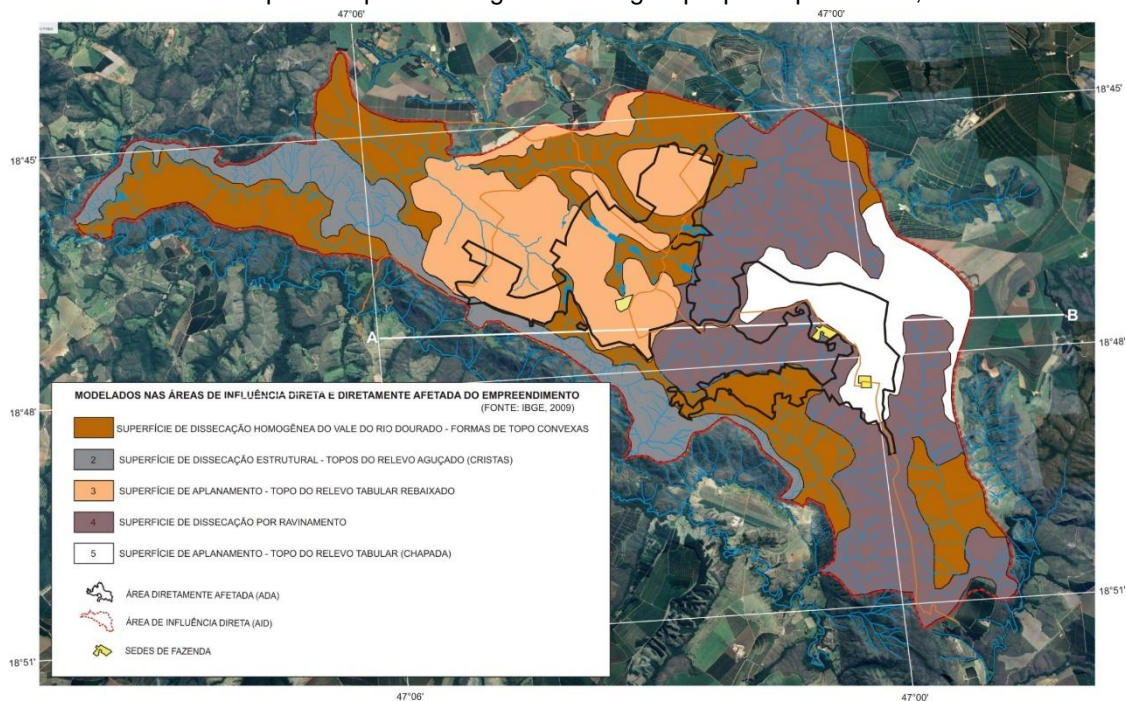 47°06'
47°00'
18°45'
18°45'
A
B
18°48'
18°48'
MODELADOS NAS ÁREAS DE INFLUÊNCIA DIRETA E DIRETAMENTE AFETADA DO EMPREENDIMENTO
(FONTE: IBGE, 2009)
SUPERFÍCIE DE DISSECAÇÃO HOMOGÊNEA DO VALE DO RIO DOURADO - FORMAS DE TOPO CONVEXAS
2 SUPERFÍCIE DE DISSECAÇÃO ESTRUTURAL - TOPOS DO RELEVO AGUÇADO (CRISTAS)
3 SUPERFÍCIE DE APLANAMENTO - TOPO DO RELEVO TABULAR REBAIXADO
4 SUPERFICIE DE DISSECAÇÃO POR RAVINAMENTO
5 SUPERFÍCIE DE APLANAMENTO - TOPO DO RELEVO TABULAR (CHAPADA)
ÁREA DIRETAMENTE AFETADA (ADA)
ÁREA DE INFLUÊNCIA DIRETA (AID)
SEDES DE FAZENDA
18°51'
18°51'
47°06'
47°00'